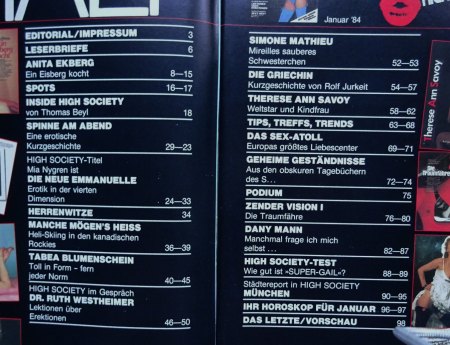 Januar '84
EDITORIAL/IMPRESSUM 3
LESERBRIEFE 6
ANITA EKBERG
Ein Eisberg kocht 8—15
SPOTS 16—17
INSIDE HIGH SOCIETY
von Thomas Beyl 18
SPINNE AM ABEND
Eine erotische
Kurzgeschichte 29—23
HIGH SOCIETY-Titel
Mia Nygren ist
DIE NEUE EMMANUELLE
Erotik in der vierten
Dimension 24—33
HERRENWITZE 34
MANCHE MÖGEN'S HEISS
Heli-Skiing in den kanadischen
Rockies 36—39
TABEA BLUMENSCHEIN
Toll in Form - fern
jeder Norm 40—45
HIGH SOCIETY im Gespräch
DR. RUTH WESTHEIMER
Lektionen über
Erektionen 46—50
SIMONE MATHIEU
Mireilles sauberes
Schwesterchen 52—53
DIE GRIECHIN
Kurzgeschichte von Rolf Jurkeit 54—57
THERESE ANN SAVOY
Weltstar und Kindfrau 58—62
TIPS, TREFFS, TRENDS 63—68
DAS SEX-ATOLL
Europas größtes Liebescenter 69—71
GEHEIME GESTÄNDNISSE
Aus den obskuren Tagebüchern
des S... 72—74
PODIUM 75
ZENDER VISION I
Die Traumfähre 76—80
DANY MANN
Manchmal frage ich mich
selbst ... 82—87
HIGH SOCIETY-TEST
Wie gut ist »SUPER-GAIL«? 88—89
Städtereport in HIGH SOCIETY
MÜNCHEN 90—95
IHR HOROSKOP FÜR JANUAR 96—97
DAS LETZTE/VORSCHAU 98
Therese Ann Savoy